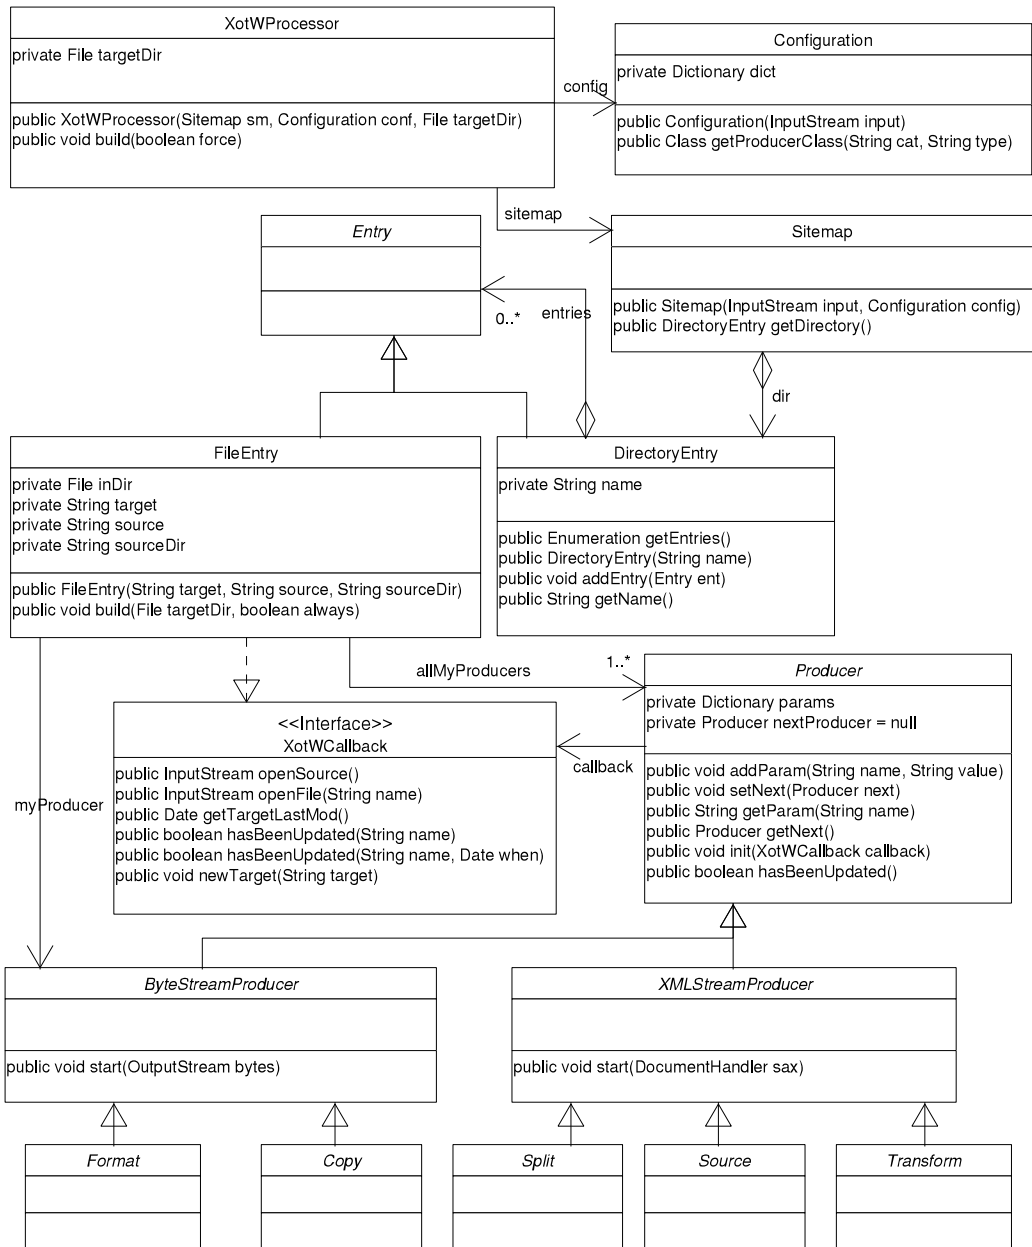 XotWProcessor
private File targetDir
public XotWProcessor(Sitemap sm, Configuration conf, File targetDir)
public void build(boolean force)
config
Configuration
private Dictionary dict
public Configuration(InputStream input)
public Class getProducerClass(String cat, String type)
sitemap
Entry
Sitemap
public Sitemap(InputStream input, Configuration config)
public DirectoryEntry getDirectory()
0..*
entries
dir
FileEntry
private File inDir
private String target
private String source
private String sourceDir
public FileEntry(String target, String source, String sourceDir)
public void build(File targetDir, boolean always)
DirectoryEntry
private String name
public Enumeration getEntries()
public DirectoryEntry(String name)
public void addEntry(Entry ent)
public String getName()
allMyProducers
1..*
Producer
private Dictionary params
private Producer nextProducer = null
public void addParam(String name, String value)
public void setNext(Producer next)
public String getParam(String name)
public Producer getNext()
public void init(XotWCallback callback)
public boolean hasBeenUpdated()
callback
<<Interface>>
XotWCallback
public InputStream openSource()
public InputStream openFile(String name)
public Date getTargetLastMod()
public boolean hasBeenUpdated(String name)
public boolean hasBeenUpdated(String name, Date when)
public void newTarget(String target)
myProducer
ByteStreamProducer
public void start(OutputStream bytes)
XMLStreamProducer
public void start(DocumentHandler sax)
Format
Copy
Split
Source
Transform